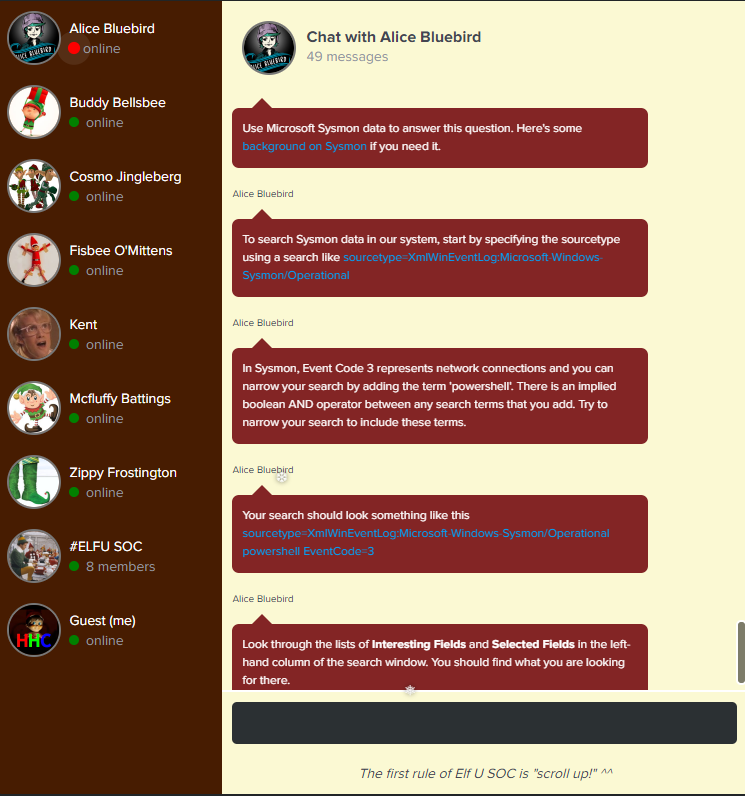 Alice Bluebird
online
Buddy Bellsbee
online
Cosmo Jingleberg
online
Fisbee O'Mittens
online
Kent
online
Mcfluffy Battings
online
Zippy Frostington
online
#ELFU SOC
8 members
Guest (me)
online
HHC
ALICE BLUEBIRD
Chat with Alice Bluebird
49 messages
Use Microsoft Sysmon data to answer this question. Here's some
background on Sysmon if you need it.
Alice Bluebird
To search Sysmon data in our system, start by specifying the sourcetype
using a search like sourcetype=XmlWinEventLog:Microsoft-Windows-
Sysmon/Operational
Alice Bluebird
In Sysmon, Event Code 3 represents network connections and you can
narrow your search by adding the term 'powershell'. There is an implied
boolean AND operator between any search terms that you add. Try to
narrow your search to include these terms.
Alice Bluebird
Your search should look something like this
sourcetype=XmlWinEventLog:Microsoft-Windows-Sysmon/Operational
powershell EventCode=3
Alice Bluebird
Look through the lists of Interesting Fields and Selected Fields in the left-
hand column of the search window. You should find what you are looking
for there.
The first rule of Elf U SOC is "scroll up!" ^^